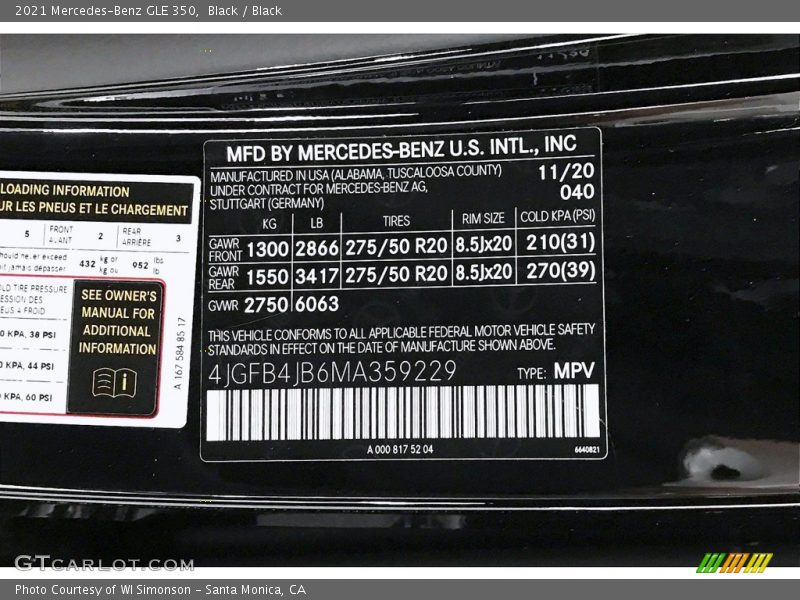 2021 Mercedes-Benz GLE 350, Black / Black
LOADING INFORMATION
UR LES PNEUS ET LE CHARGEMENT
5 FRONT AVANT 2 REAR ARRIÈRE 3
should never exceed
jamais dépasser 432 kg or kg ou 952 lbs lb
TIRE PRESSURE
DES
À FROID
KPA, 38 PSI
KPA, 44 PSI
KPA, 60 PSI
SEE OWNER'S
MANUAL FOR
ADDITIONAL
INFORMATION
A 167 584 85 17
MFD BY MERCEDES-BENZ U.S. INTL., INC
MANUFACTURED IN USA (ALABAMA, TUSCALOOSA COUNTY) 11/20
UNDER CONTRACT FOR MERCEDES-BENZ AG, 040
STUTTGART (GERMANY)
KG LB TIRES RIM SIZE COLD KPA (PSI)
GAWR FRONT 1300 2866 275/50 R20 8.5Jx20 210(31)
GAWR REAR 1550 3417 275/50 R20 8.5Jx20 270(39)
GVWR 2750 6063
THIS VEHICLE CONFORMS TO ALL APPLICABLE FEDERAL MOTOR VEHICLE SAFETY
STANDARDS IN EFFECT ON THE DATE OF MANUFACTURE SHOWN ABOVE.
4JGFB4JB6MA359229 TYPE: MPV
A 000 817 52 04 6640821
GTCARLOT.COM
Photo Courtesy of WI Simonson - Santa Monica, CA